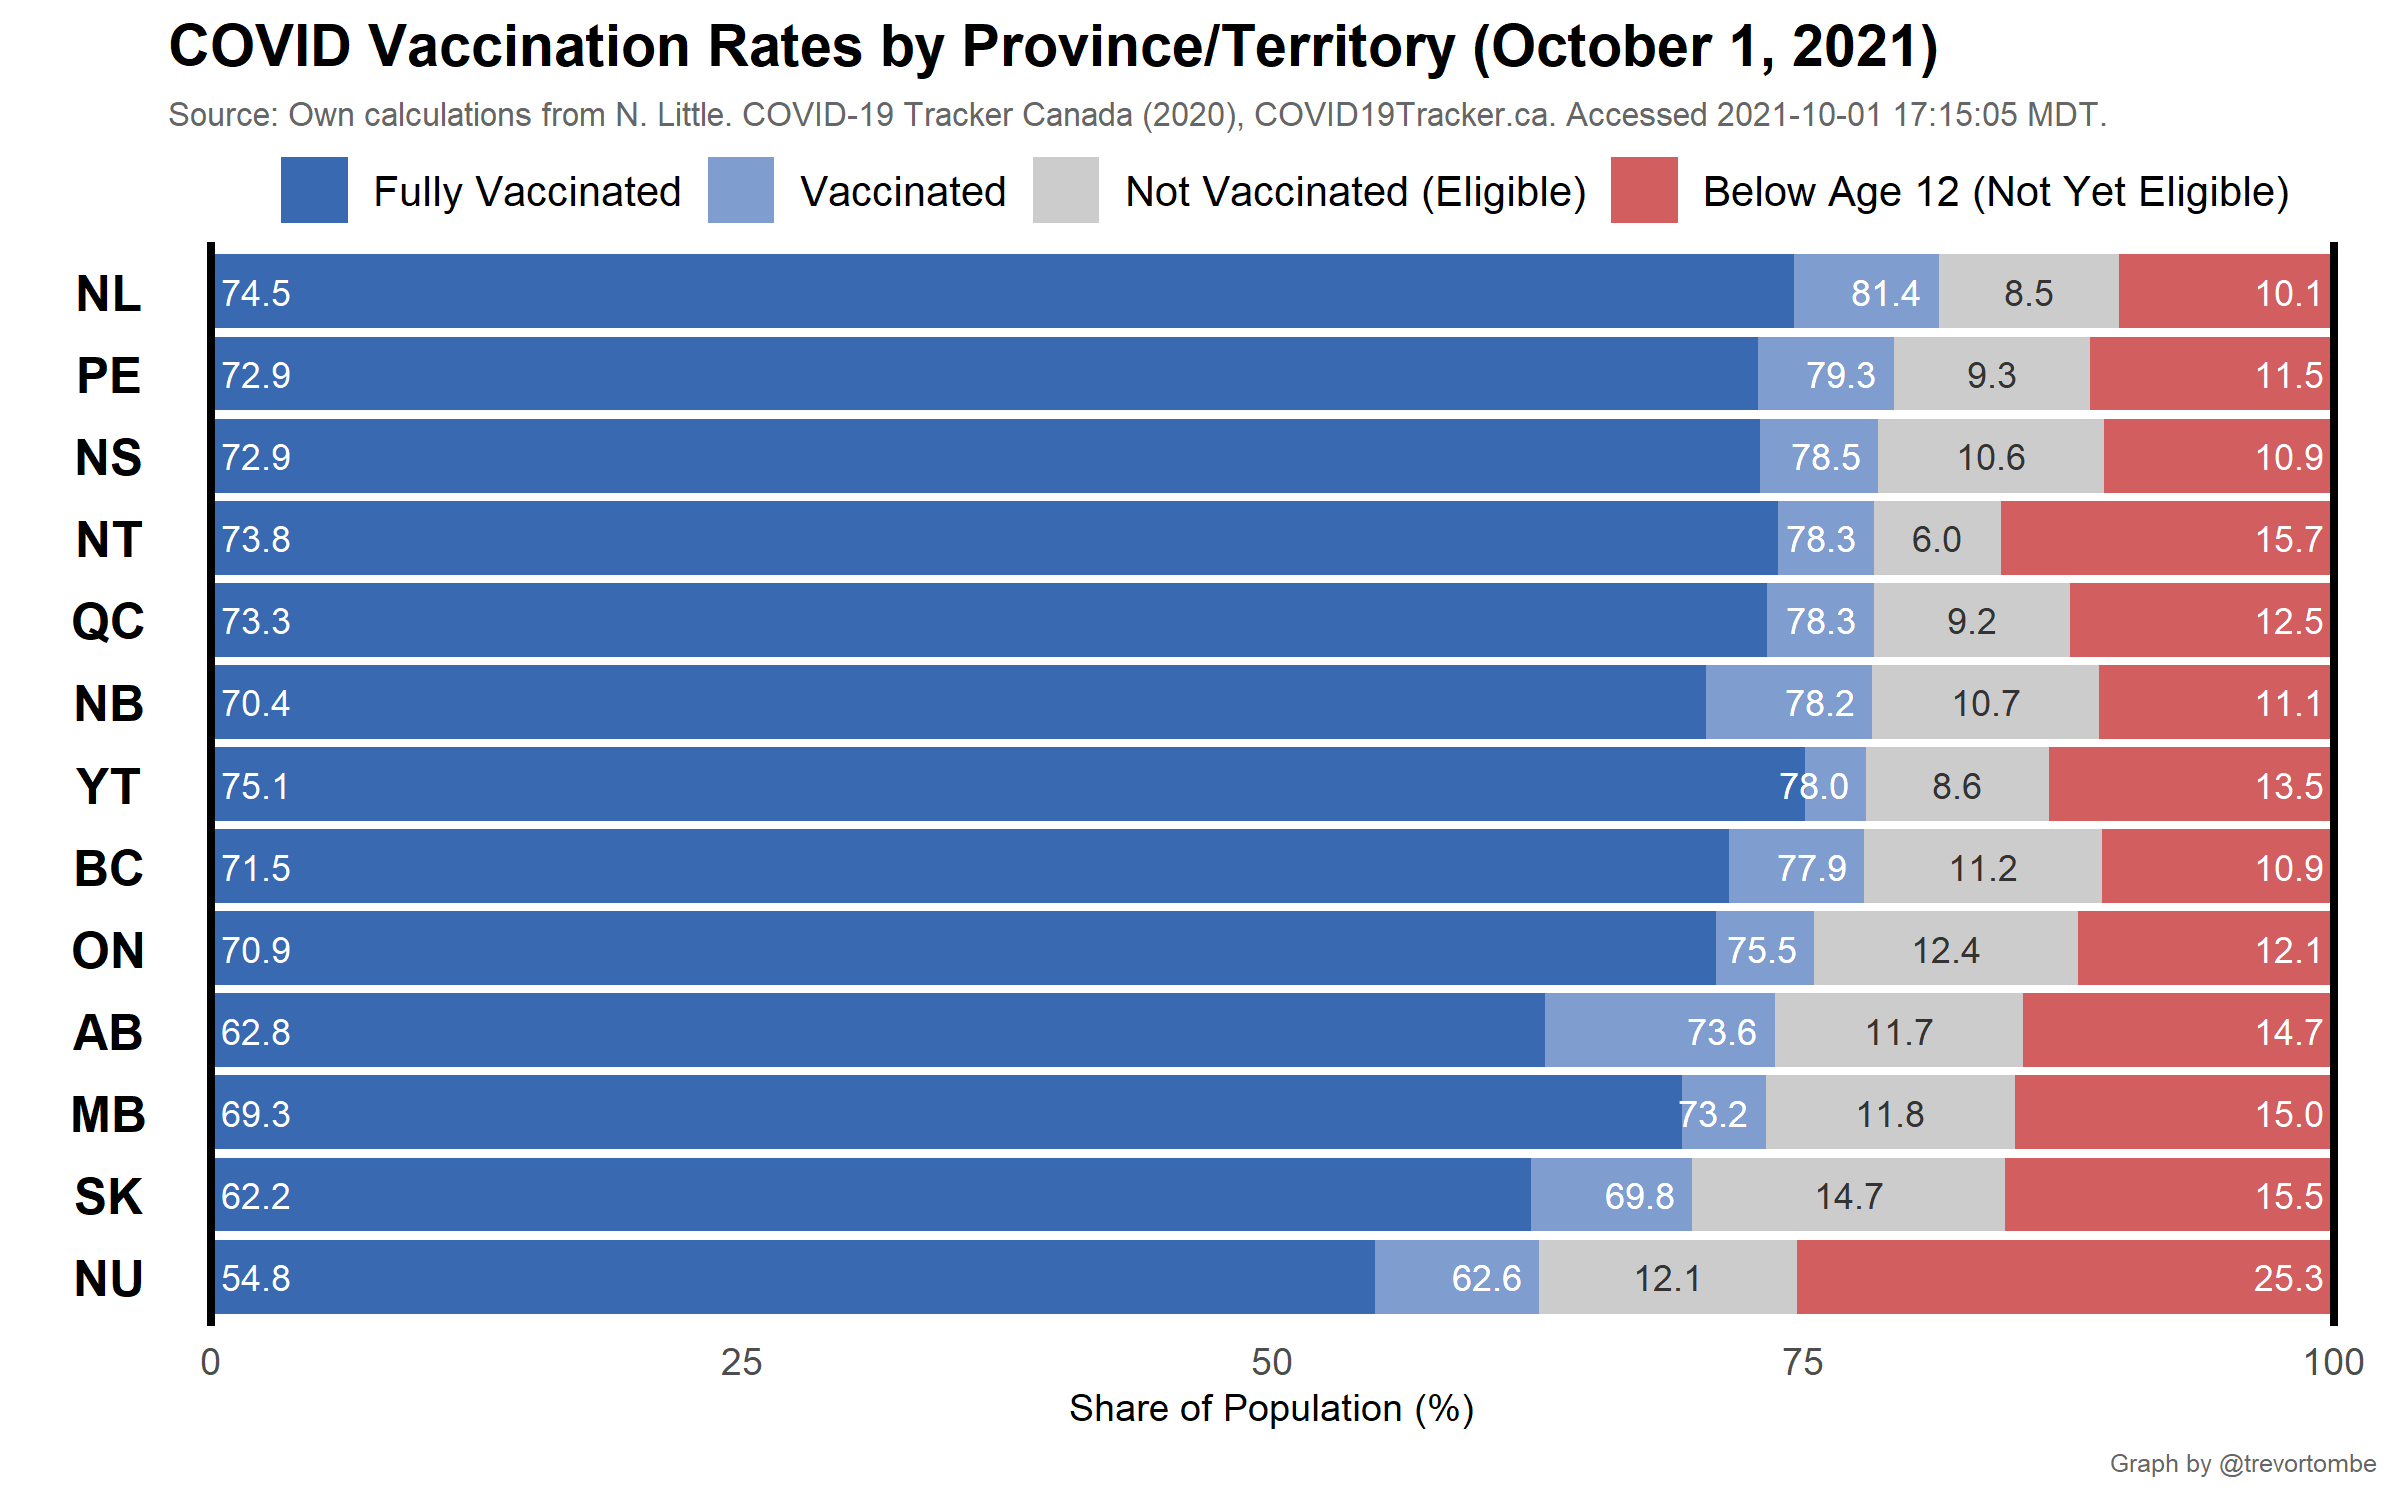 COVID Vaccination Rates by Province/Territory (October 1, 2021)
Source: Own calculations from N. Little. COVID-19 Tracker Canada (2020), COVID19Tracker.ca. Accessed 2021-10-01 17:15:05 MDT.
Fully Vaccinated Vaccinated Not Vaccinated (Eligible) Below Age 12 (Not Yet Eligible)
NL 74.5 81.4 8.5 10.1
PE 72.9 79.3 9.3 11.5
NS 72.9 78.5 10.6 10.9
NT 73.8 78.3 6.0 15.7
QC 73.3 78.3 9.2 12.5
NB 70.4 78.2 10.7 11.1
YT 75.1 78.0 8.6 13.5
BC 71.5 77.9 11.2 10.9
ON 70.9 75.5 12.4 12.1
AB 62.8 73.6 11.7 14.7
MB 69.3 73.2 11.8 15.0
SK 62.2 69.8 14.7 15.5
NU 54.8 62.6 12.1 25.3
0 25 50 75 100
Share of Population (%)
Graph by @trevortombe